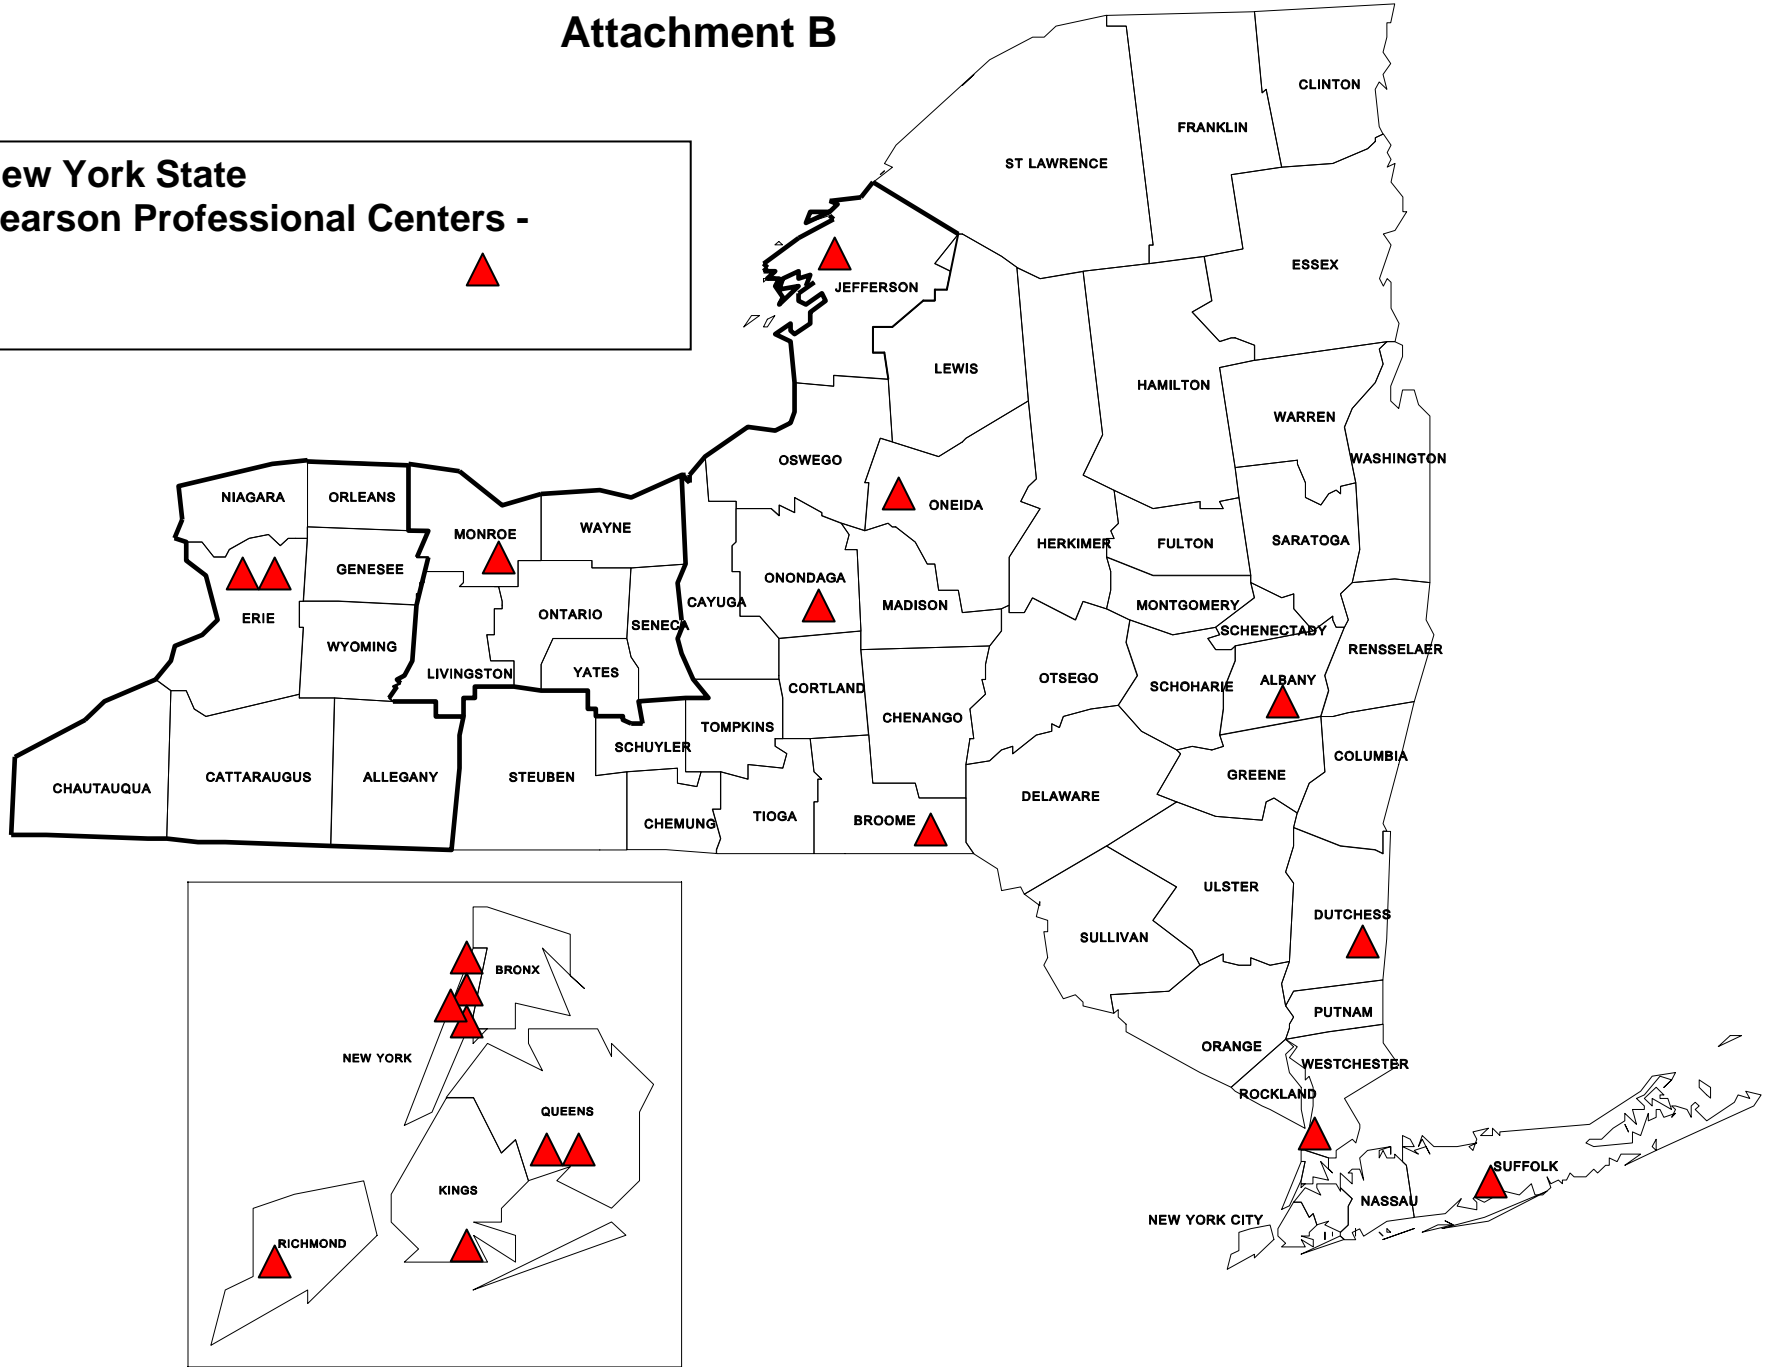 Attachment B
ew York State
earson Professional Centers -
CLINTON
FRANKLIN
ST LAWRENCE
ESSEX
JEFFERSON
LEWIS
HAMILTON
WARREN
WASHINGTON
OSWEGO
ONEIDA
HERKIMER
FULTON
SARATOGA
NIAGARA
ORLEANS
MONROE
WAYNE
GENESEE
ONONDAGA
CAYUGA
MADISON
MONTGOMERY
SCHENECTADY
RENSSELAER
ERIE
WYOMING
ONTARIO
SENECA
LIVINGSTON
YATES
CORTLAND
CHENANGO
OTSEGO
SCHOHARIE
ALBANY
TOMPKINS
SCHUYLER
COLUMBIA
GREENE
CHAUTAUQUA
CATTARAUGUS
ALLEGANY
STEUBEN
CHEMUNG
TIOGA
BROOME
DELAWARE
ULSTER
DUTCHESS
SULLIVAN
PUTNAM
ORANGE
WESTCHESTER
ROCKLAND
SUFFOLK
NASSAU
NEW YORK CITY
BRONX
NEW YORK
QUEENS
KINGS
RICHMOND